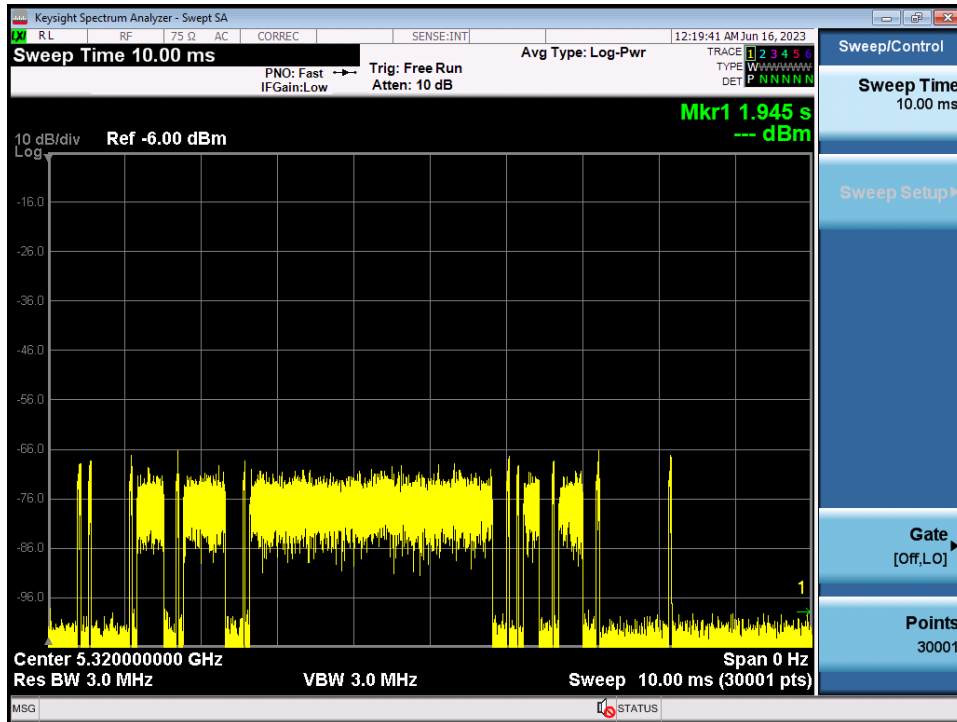 Keysight Spectrum Analyzer - Swept SA
LXI RL RF 75 Ω AC CORREC SENSE:INT 12:19:41 AM Jun 16, 2023
Sweep Time 10.00 ms
PNO: Fast
IFGain:Low
Trig: Free Run
Atten: 10 dB
Avg Type: Log-Pwr
TRACE 1 2 3 4 5 6
TYPE WWWWWW
DET P NNNNN
Mkr1 1.945 s
--- dBm
10 dB/div Ref -6.00 dBm
Log
-16.0
-26.0
-36.0
-46.0
-66.0
-66.0
-76.0
-86.0
-96.0
1
Center 5.320000000 GHz Span 0 Hz
Res BW 3.0 MHz VBW 3.0 MHz Sweep 10.00 ms (30001 pts)
MSG STATUS
Sweep/Control
Sweep Time
10.00 ms
Sweep Setup
Gate
[Off,LO]
Points
30001